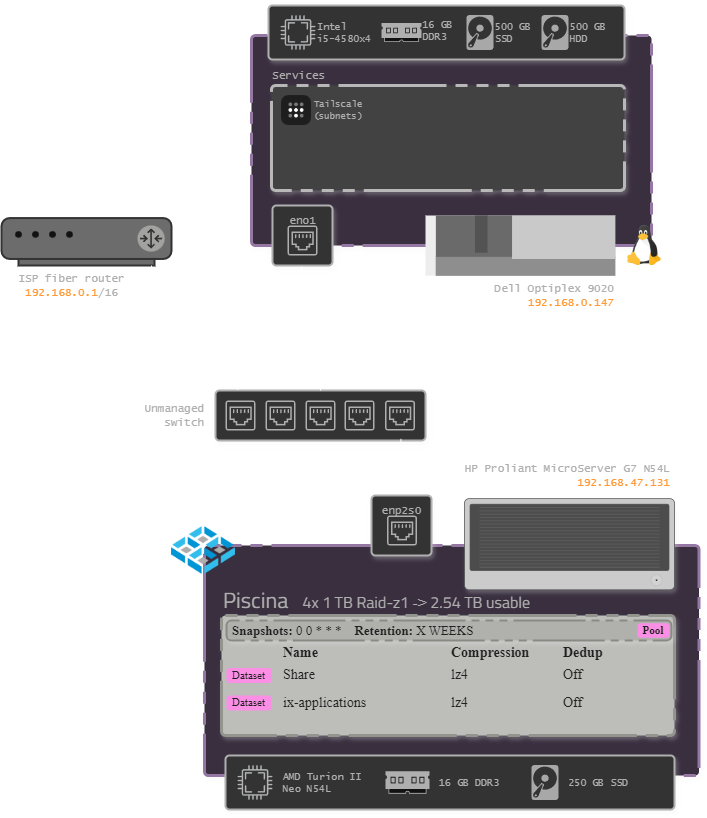 Intel
i5-4580x4
16 GB
DDR3
500 GB
SSD
500 GB
HDD
Services
Tailscale
(subnets)
eno1
ISP fiber router
192.168.0.1/16
Dell Optiplex 9020
192.168.0.147
Unmanaged
switch
HP Proliant MicroServer G7 N54L
192.168.47.131
enp2s0
Piscina 4x 1 TB Raid-z1 -> 2.54 TB usable
Snapshots: 0 0 * * * Retention: X WEEKS Pool
Name Compression Dedup
Dataset Share lz4 Off
Dataset ix-applications lz4 Off
AMD Turion II
Neo N54L
16 GB DDR3
250 GB SSD